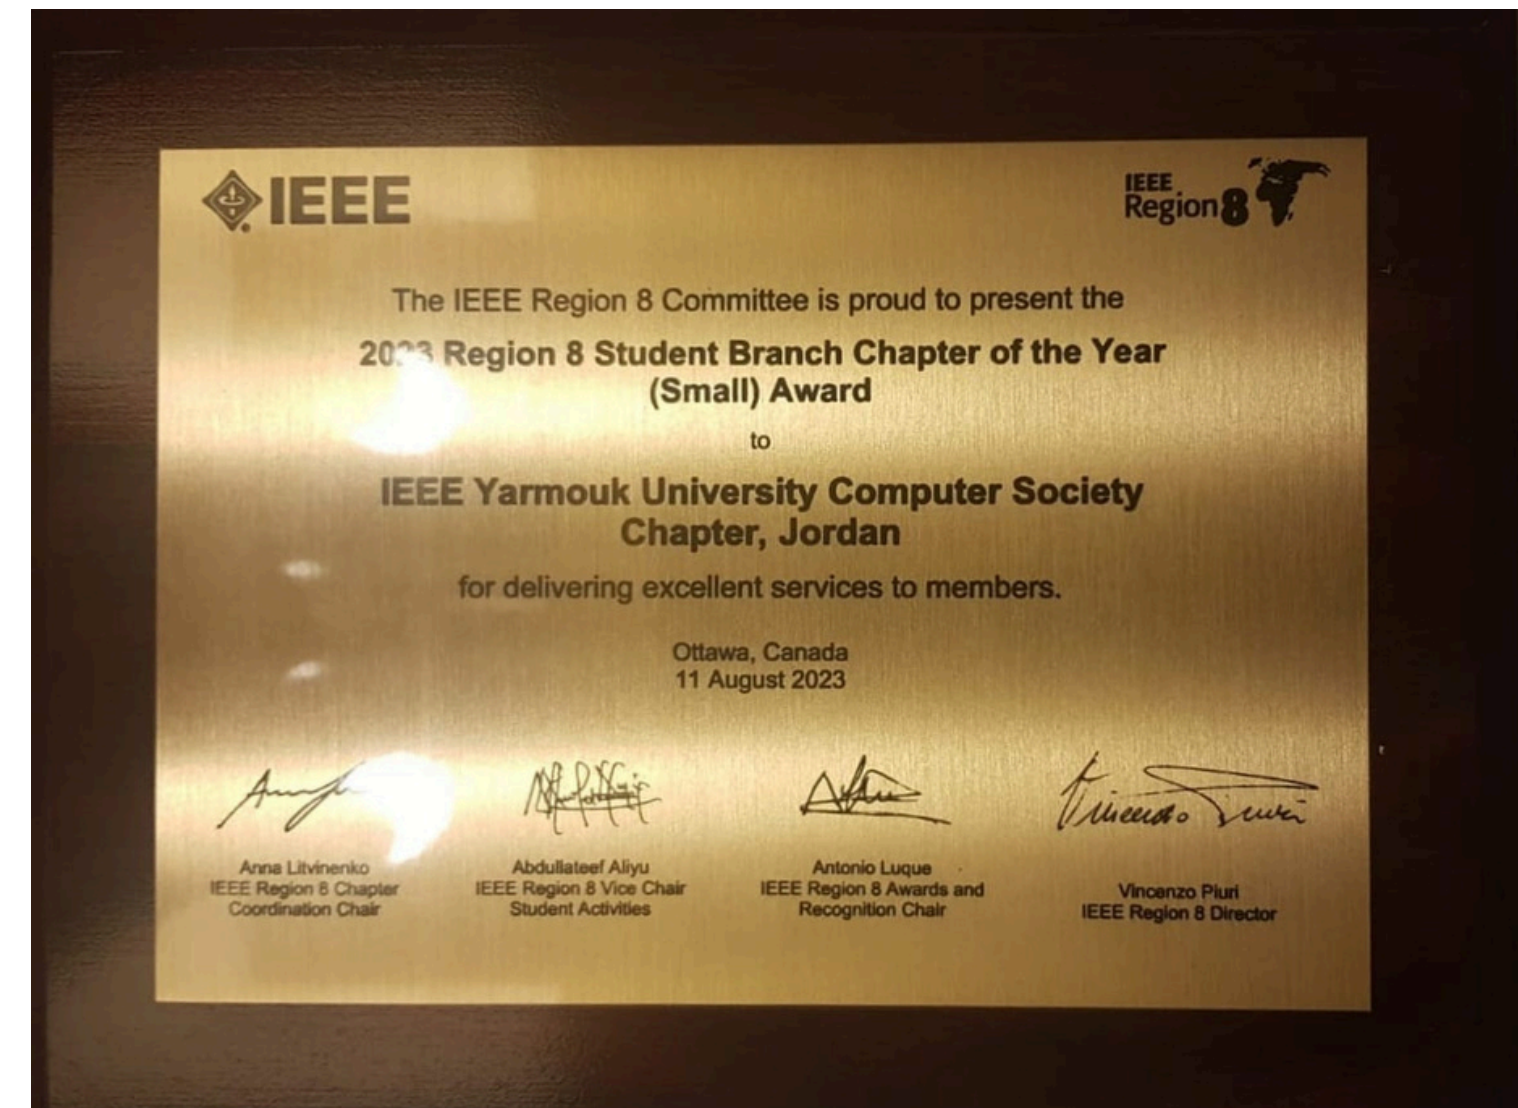 IEEE
IEEE
Region 8
The IEEE Region 8 Committee is proud to present the
2023 Region 8 Student Branch Chapter of the Year
(Small) Award
to
IEEE Yarmouk University Computer Society
Chapter, Jordan
for delivering excellent services to members.
Ottawa, Canada
11 August 2023
Anna Litvinenko
IEEE Region 8 Chapter
Coordination Chair
Abdullateef Aliyu
IEEE Region 8 Vice Chair
Student Activities
Antonio Luque
IEEE Region 8 Awards and
Recognition Chair
Vincenzo Piuri
IEEE Region 8 Director